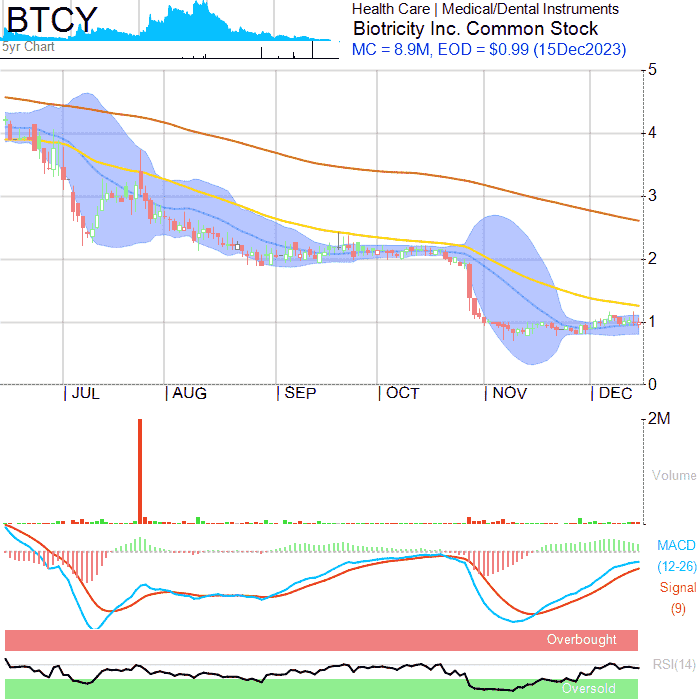 BTCY
5yr Chart
Health Care | Medical/Dental Instruments
Biotricity Inc. Common Stock
MC = 8.9M, EOD = $0.99 (15Dec2023)
5
4
3
2
1
0
JUL AUG SEP OCT NOV DEC
2M
Volume
MACD
(12-26)
Signal
(9)
Overbought
RSI(14)
Oversold